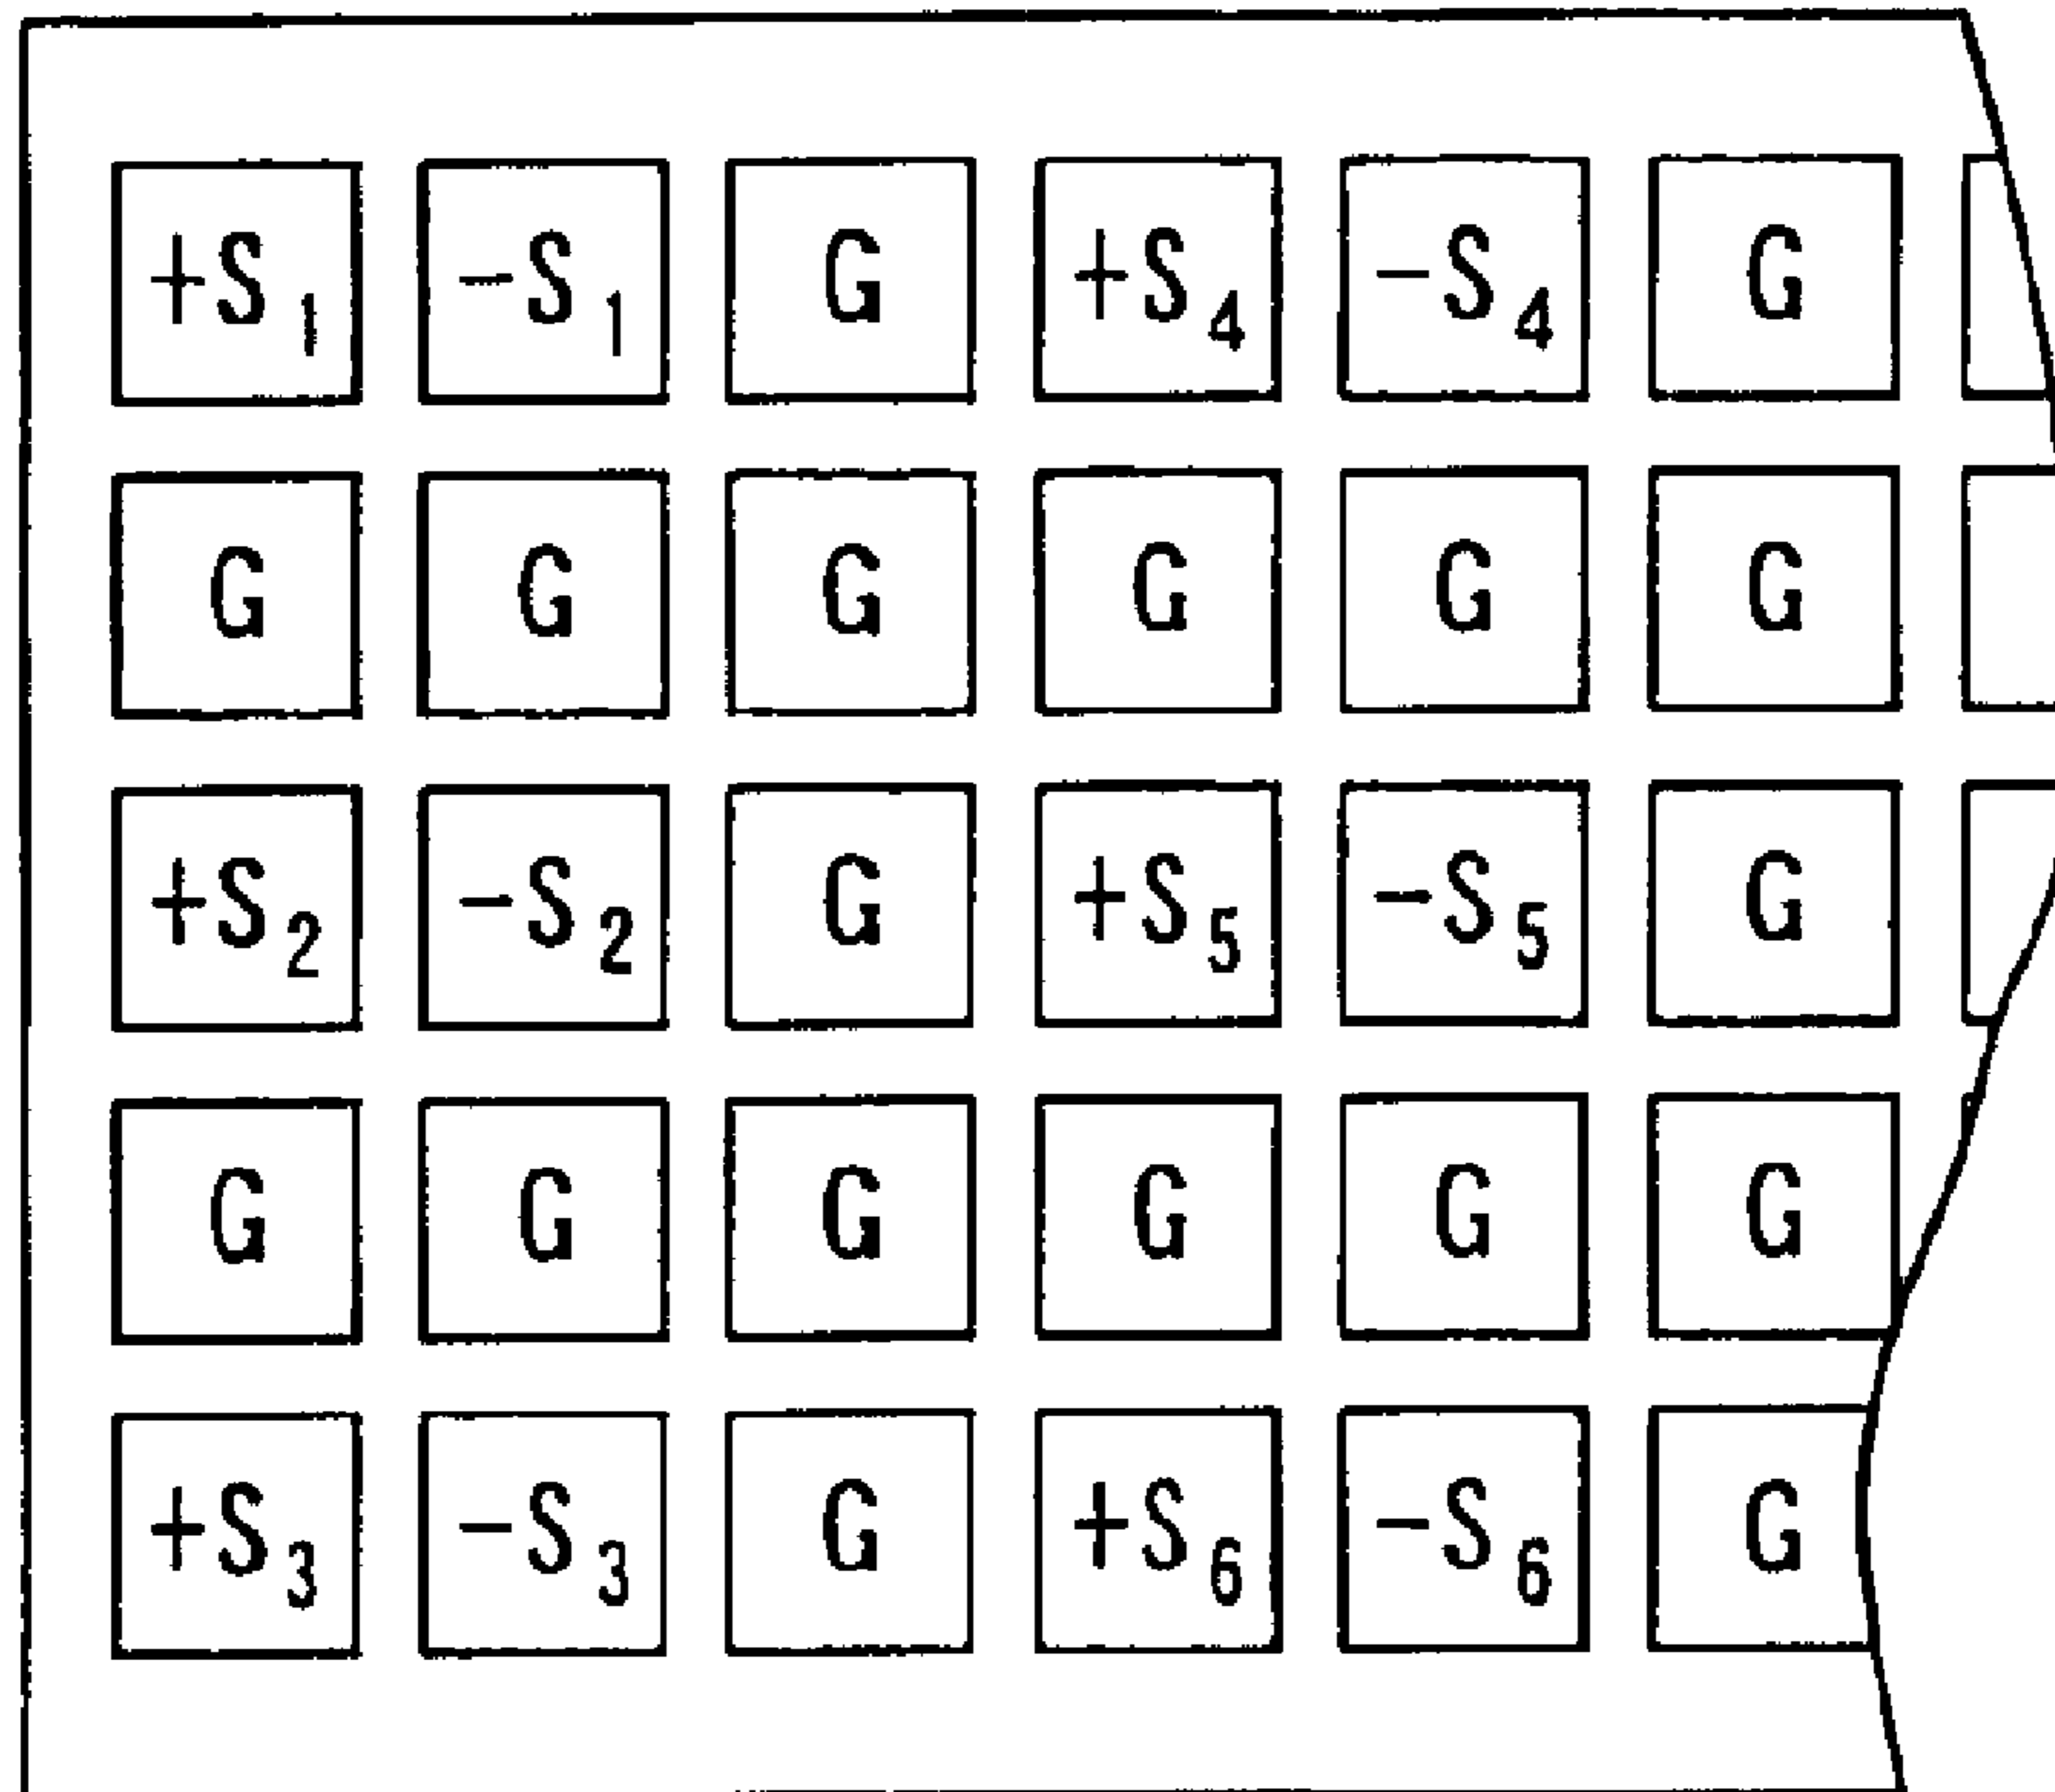 +S₁ -S₁ G +S₄ -S₄ G
G G G G G G
+S₂ -S₂ G +S₅ -S₅ G
G G G G G G
+S₃ -S₃ G +S₆ -S₆ G